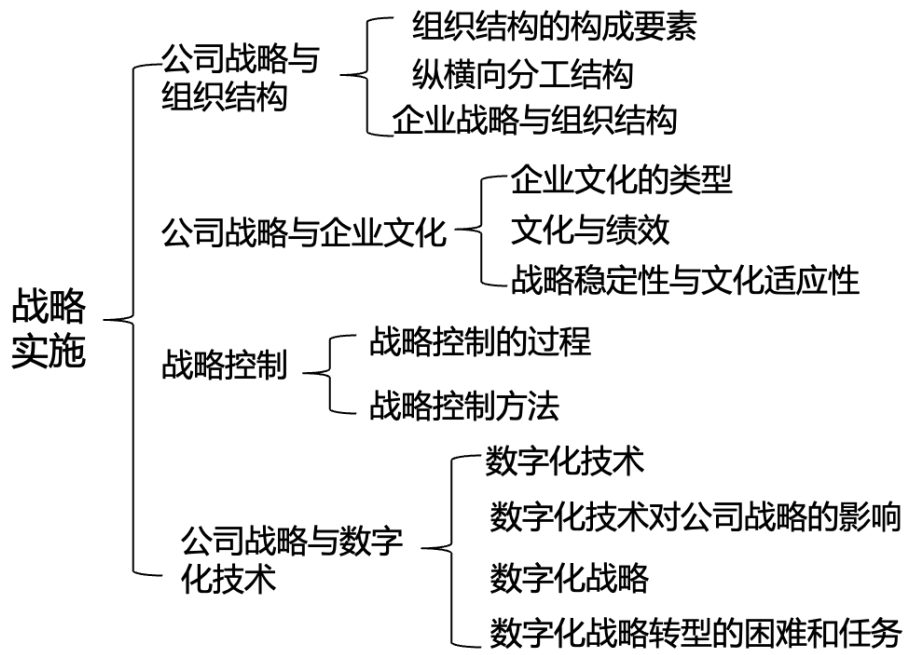 战略
实施
公司战略与
组织结构
组织结构的构成要素
纵横向分工结构
企业战略与组织结构
公司战略与企业文化
企业文化的类型
文化与绩效
战略稳定性与文化适应性
战略控制
战略控制的过程
战略控制方法
公司战略与数字
化技术
数字化技术
数字化技术对公司战略的影响
数字化战略
数字化战略转型的困难和任务